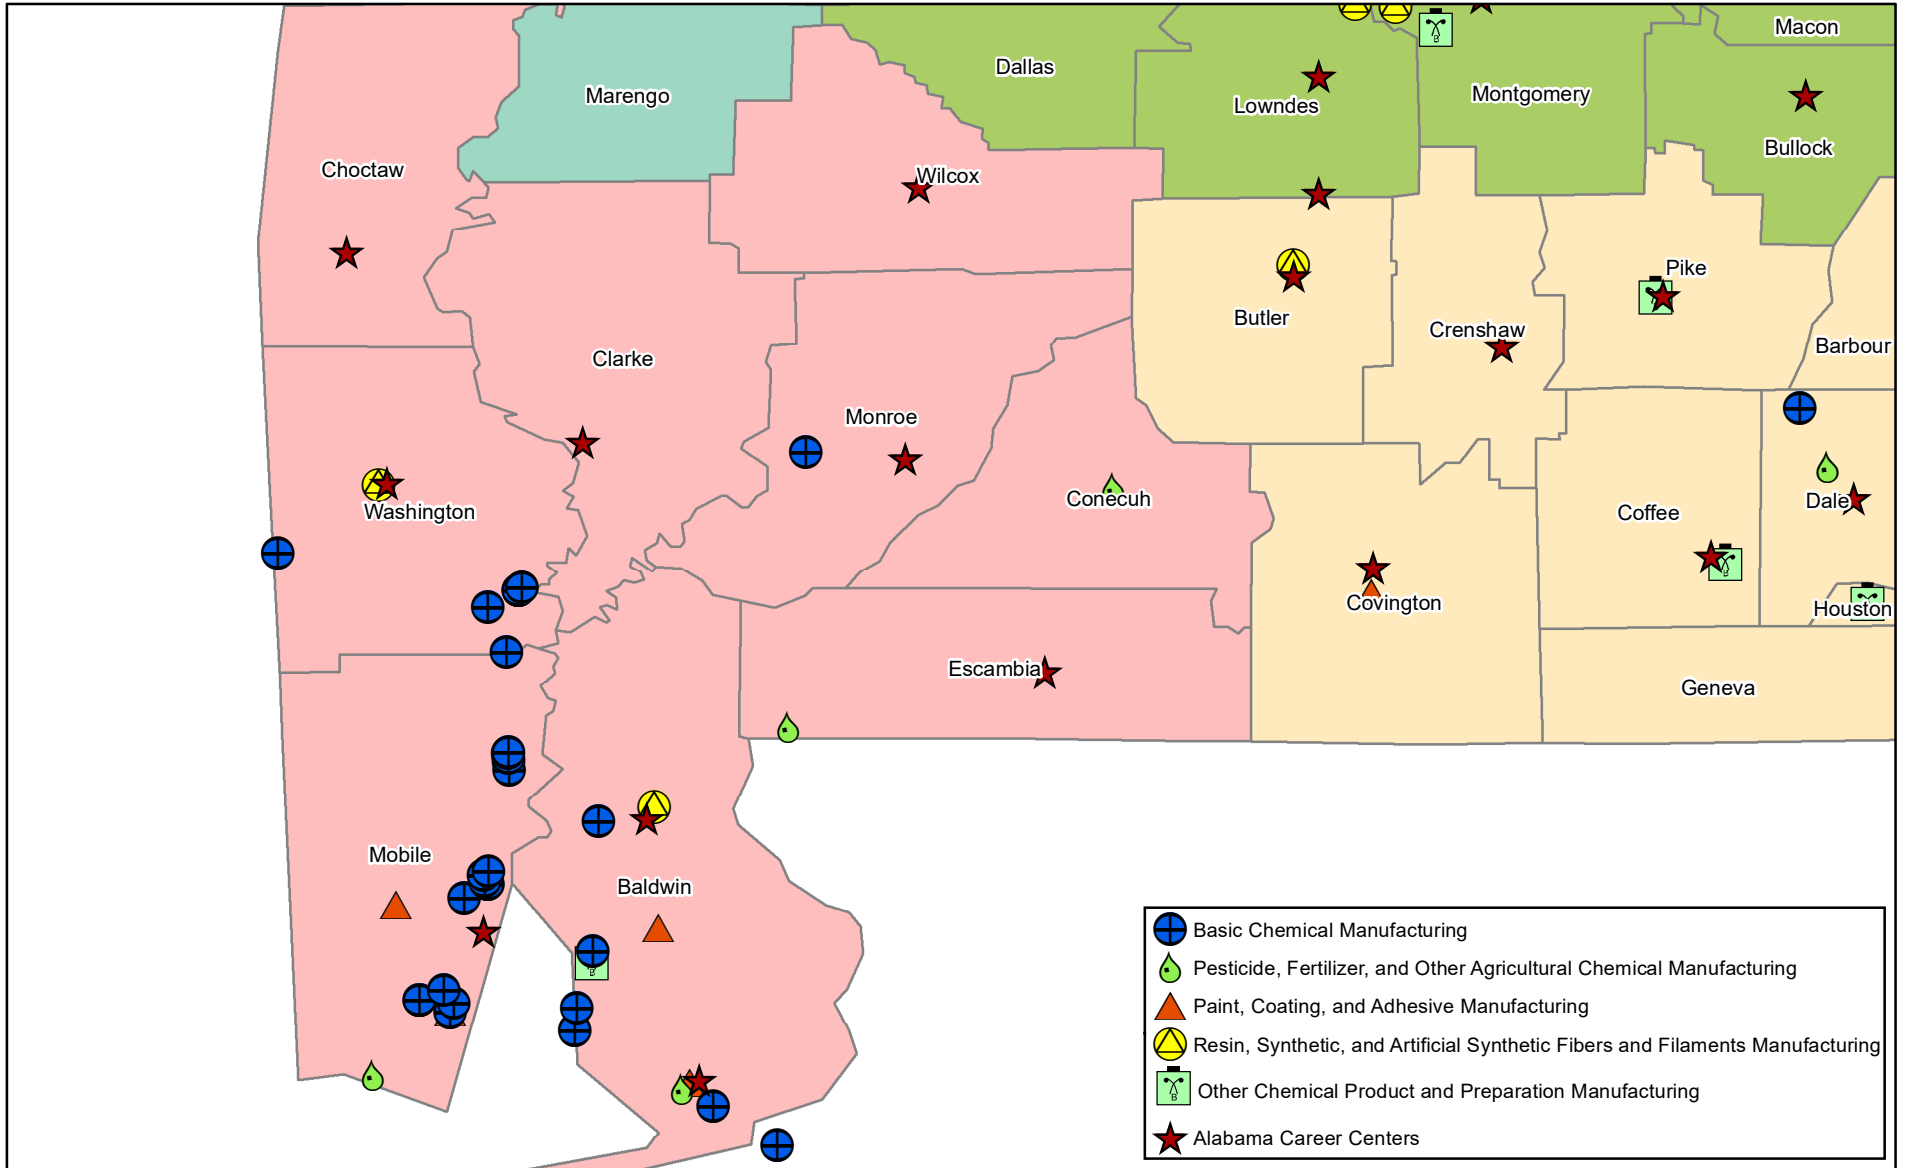 Macon
Dallas
Marengo
Lowndes
Montgomery
Bullock
Choctaw
Wilcox
Pike
Butler
Crenshaw
Barbour
Clarke
Monroe
Conecuh
Dale
Washington
Coffee
Covington
Houston
Escambia
Geneva
Mobile
Baldwin
B
B
B
B
Basic Chemical Manufacturing
Pesticide, Fertilizer, and Other Agricultural Chemical Manufacturing
Paint, Coating, and Adhesive Manufacturing
Resin, Synthetic, and Artificial Synthetic Fibers and Filaments Manufacturing
Other Chemical Product and Preparation Manufacturing
Alabama Career Centers